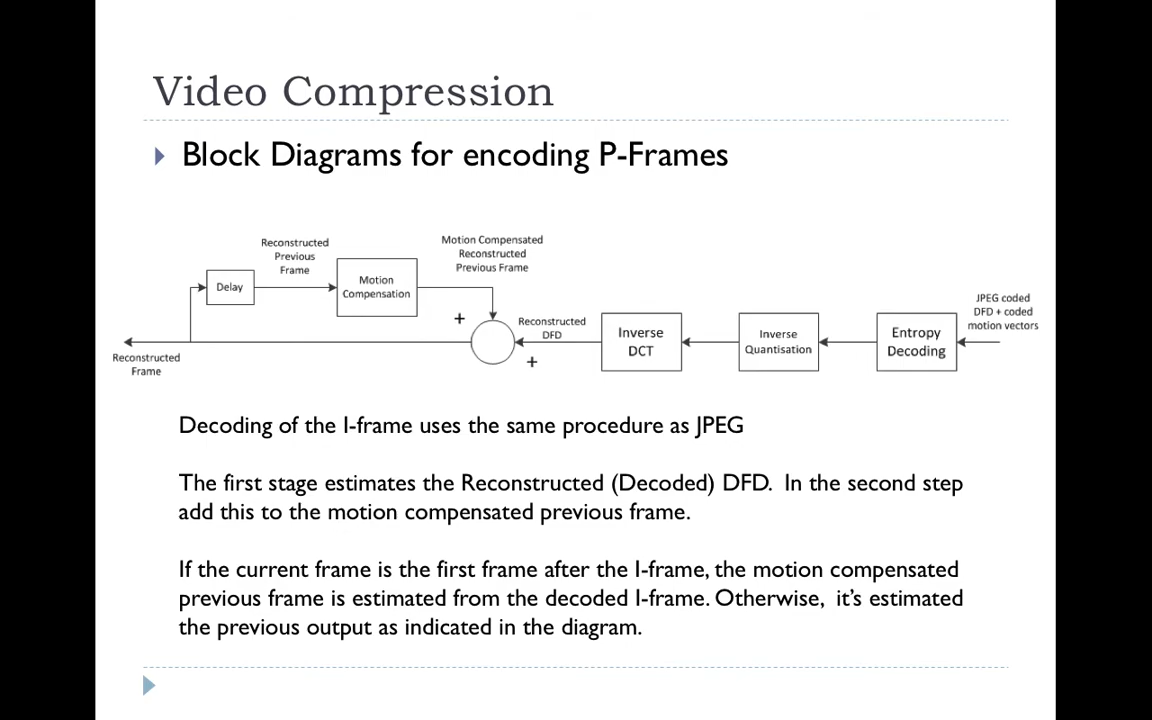 Video Compression
Block Diagrams for encoding P-Frames
Reconstructed
Previous
Frame
Motion Compensated
Reconstructed
Previous Frame
Delay
Motion
Compensation
JPEG coded
DFD + coded
motion vectors
+
Reconstructed
DFD
+
Inverse
DCT
Inverse
Quantisation
Entropy
Decoding
Reconstructed
Frame
Decoding of the I-frame uses the same procedure as JPEG
The first stage estimates the Reconstructed (Decoded) DFD. In the second step
add this to the motion compensated previous frame.
If the current frame is the first frame after the I-frame, the motion compensated
previous frame is estimated from the decoded I-frame. Otherwise, it's estimated
the previous output as indicated in the diagram.